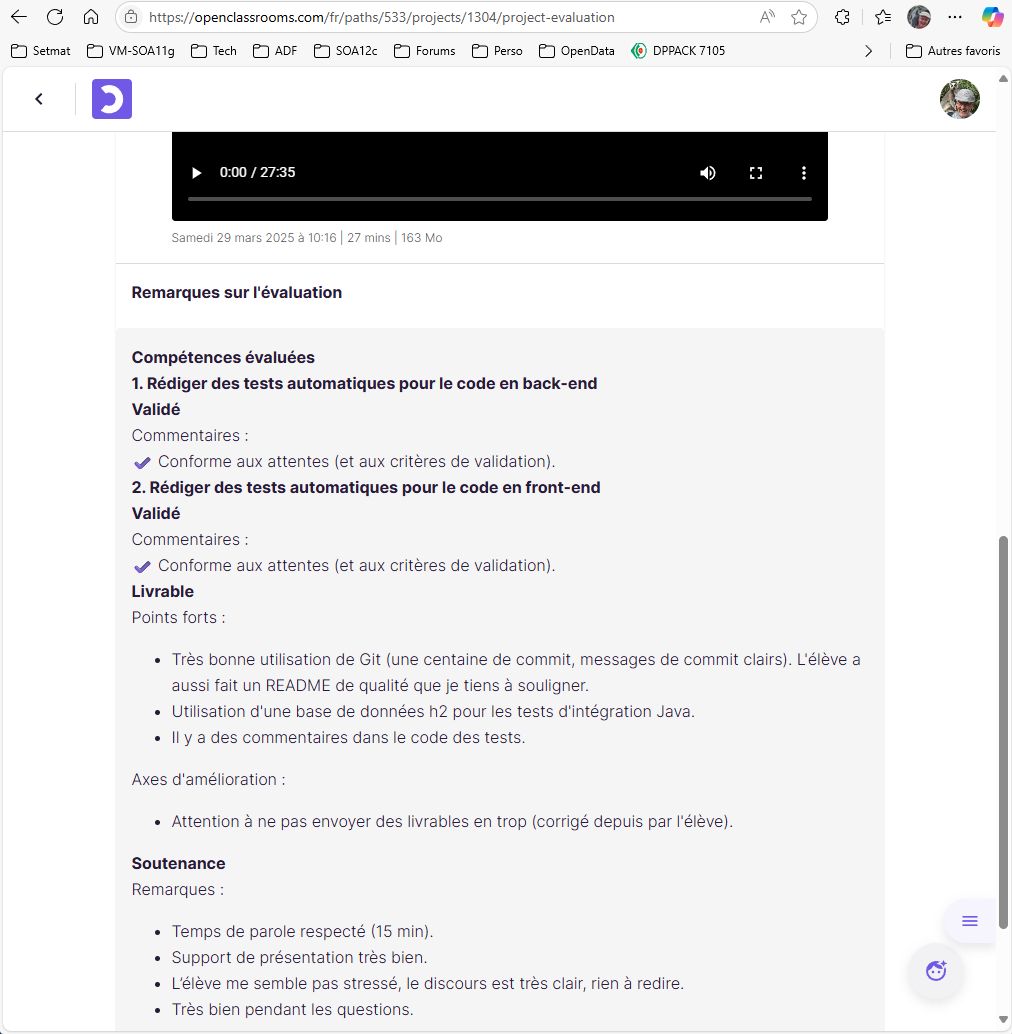 https://openclassrooms.com/fr/paths/533/projects/1304/project-evaluation
Setmat VM-SOA11g Tech ADF SOA12c Forums Perso OpenData DPPACK 7105 Autres favoris
0:00 / 27:35
Samedi 29 mars 2025 à 10:16 | 27 mins | 163 Mo
Remarques sur l'évaluation
Compétences évaluées
1. Rédiger des tests automatiques pour le code en back-end
Validé
Commentaires :
Conforme aux attentes (et aux critères de validation).
2. Rédiger des tests automatiques pour le code en front-end
Validé
Commentaires :
Conforme aux attentes (et aux critères de validation).
Livrable
Points forts :
Très bonne utilisation de Git (une centaine de commit, messages de commit clairs). L'élève a
aussi fait un README de qualité que je tiens à souligner.
Utilisation d'une base de données h2 pour les tests d'intégration Java.
Il y a des commentaires dans le code des tests.
Axes d'amélioration :
Attention à ne pas envoyer des livrables en trop (corrigé depuis par l'élève).
Soutenance
Remarques :
Temps de parole respecté (15 min).
Support de présentation très bien.
L'élève me semble pas stressé, le discours est très clair, rien à redire.
Très bien pendant les questions.